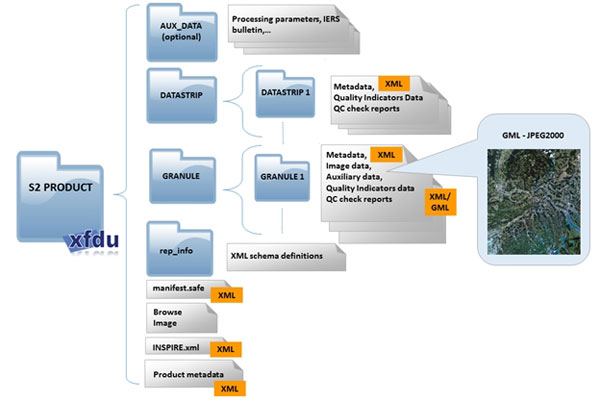 AUX_DATA
(optional)
Processing parameters, IERS
bulletin,...
DATASTRIP
DATASTRIP 1
Metadata,
XML
Quality Indicators Data
QC check reports
GML - JPEG2000
S2 PRODUCT
xfdu
GRANULE
GRANULE 1
Metadata,
XML
Image data,
Auxiliary data,
Quality Indicators data
QC check reports
XML/
GML
rep_info
XML schema definitions
manifest.safe
XML
Browse
Image
INSPIRE.xml
XML
Product metadata
XML